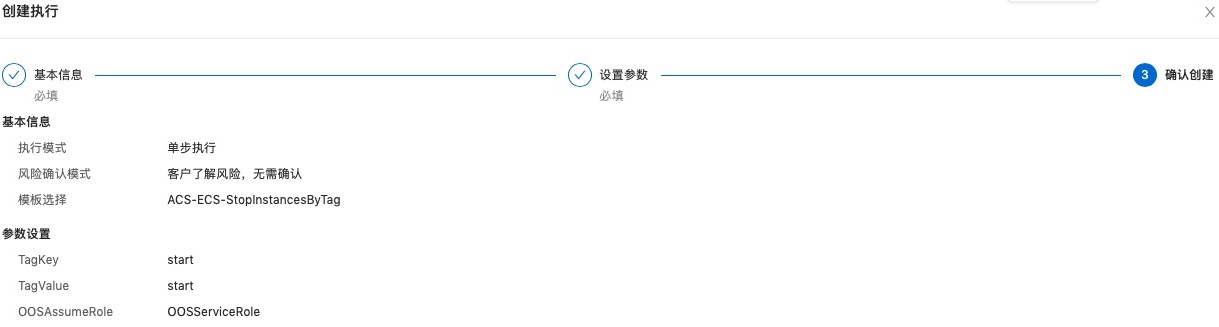 创建执行
基本信息
设置参数
3 确认创建
必填
必填
基本信息
执行模式 单步执行
风险确认模式 客户了解风险，无需确认
模板选择 ACS-ECS-StopInstancesByTag
参数设置
TagKey start
TagValue start
OOSAssumeRole OOSServiceRole